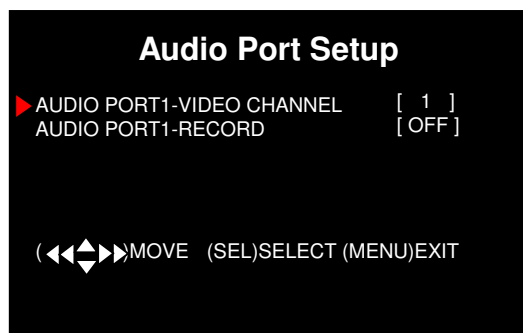 Audio Port Setup
AUDIO PORT1-VIDEO CHANNEL [ 1 ]
AUDIO PORT1-RECORD [ OFF ]
( )MOVE (SEL)SELECT (MENU)EXIT